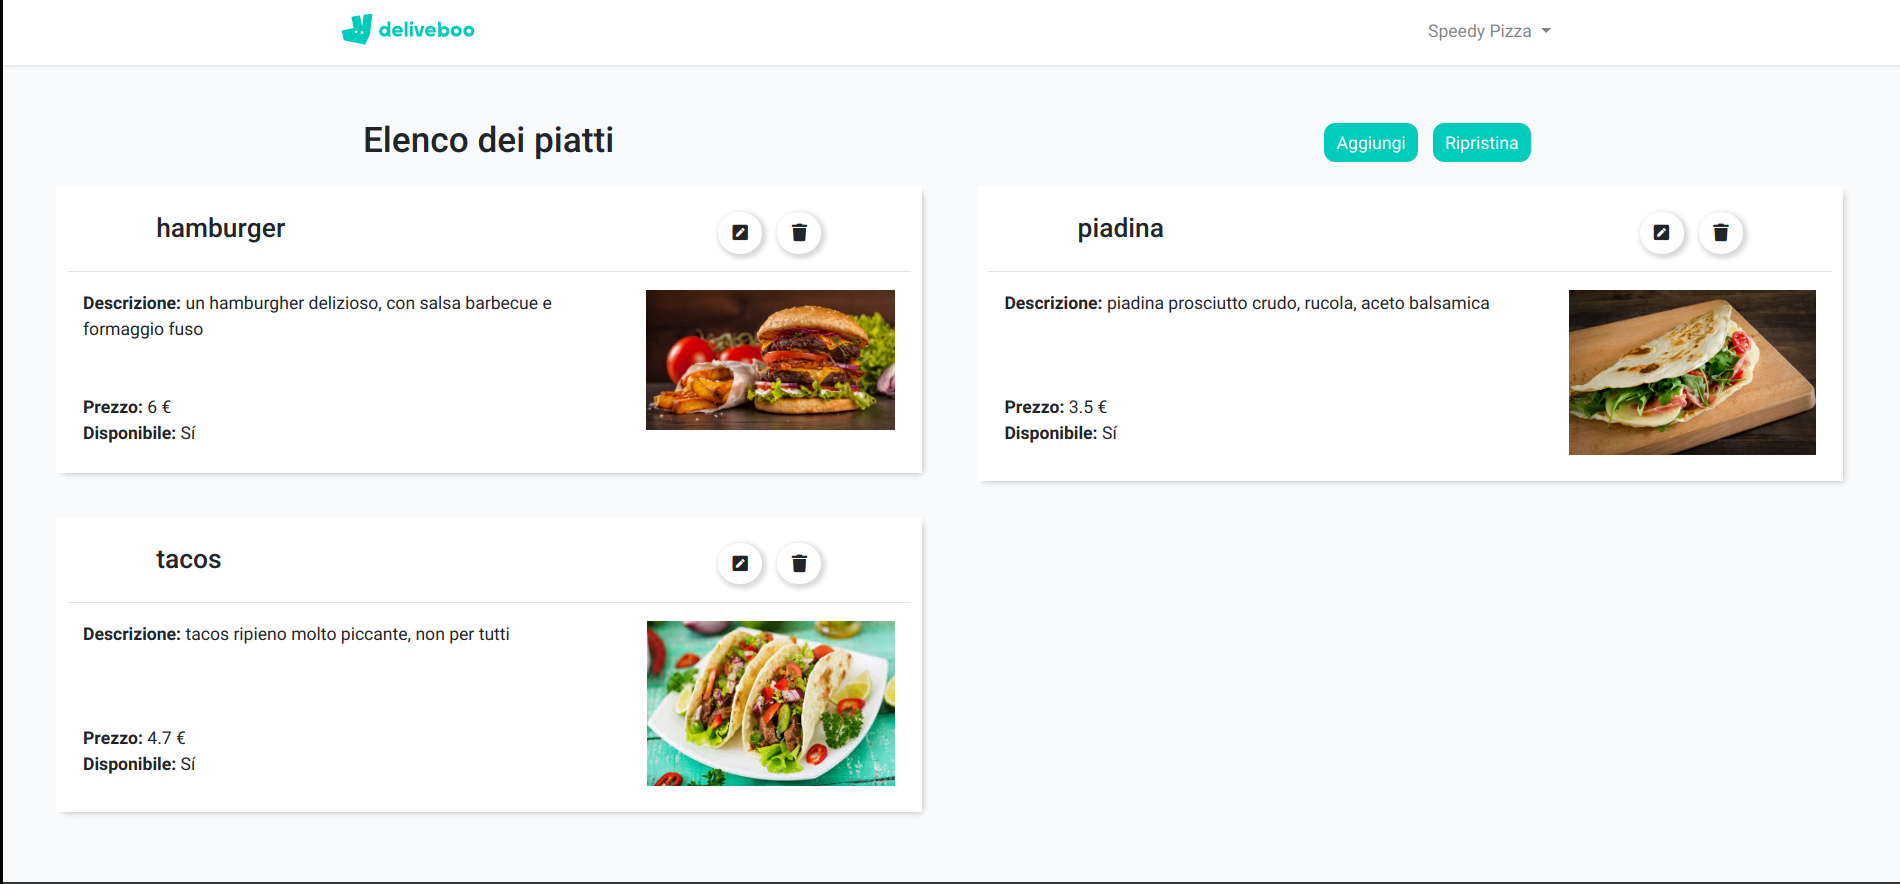 deliveboo
Speedy Pizza
Elenco dei piatti
Aggiungi
Ripristina
hamburger
Descrizione: un hamburgher delizioso, con salsa barbecue e
formaggio fuso
Prezzo: 6 €
Disponibile: Sí
piadina
Descrizione: piadina prosciutto crudo, rucola, aceto balsamica
Prezzo: 3.5 €
Disponibile: Sí
tacos
Descrizione: tacos ripieno molto piccante, non per tutti
Prezzo: 4.7 €
Disponibile: Sí